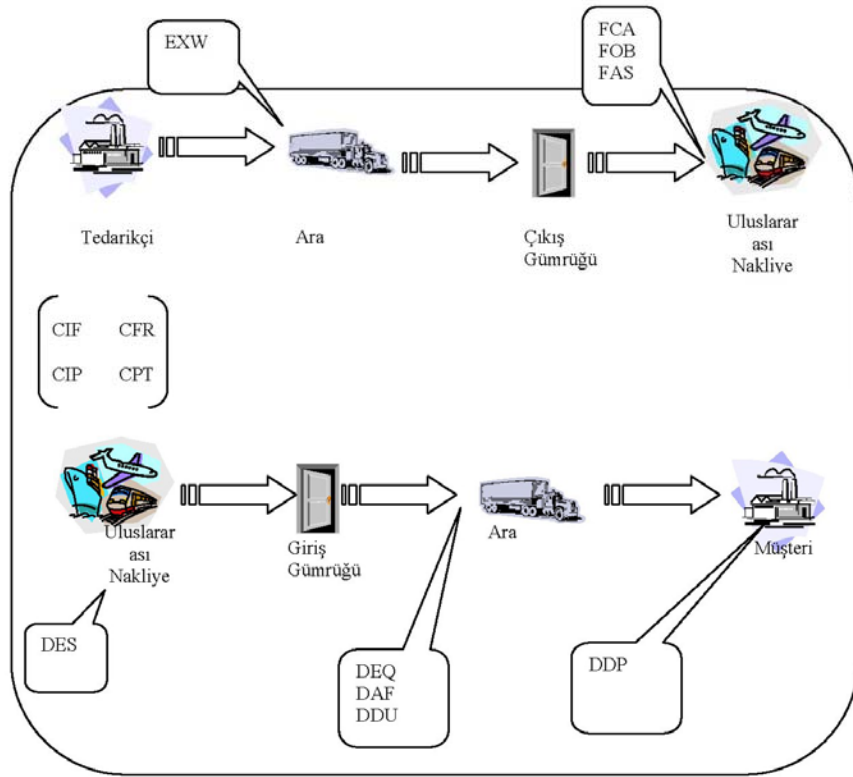 EXW
FCA
FOB
FAS
Tedarikçi
Ara
Çıkış
Gümrüğü
Uluslarar
ası
Nakliye
CIF CFR
CIP CPT
Uluslarar
ası
Nakliye
Giriş
Gümrüğü
Ara
Müşteri
DES
DEQ
DAF
DDU
DDP